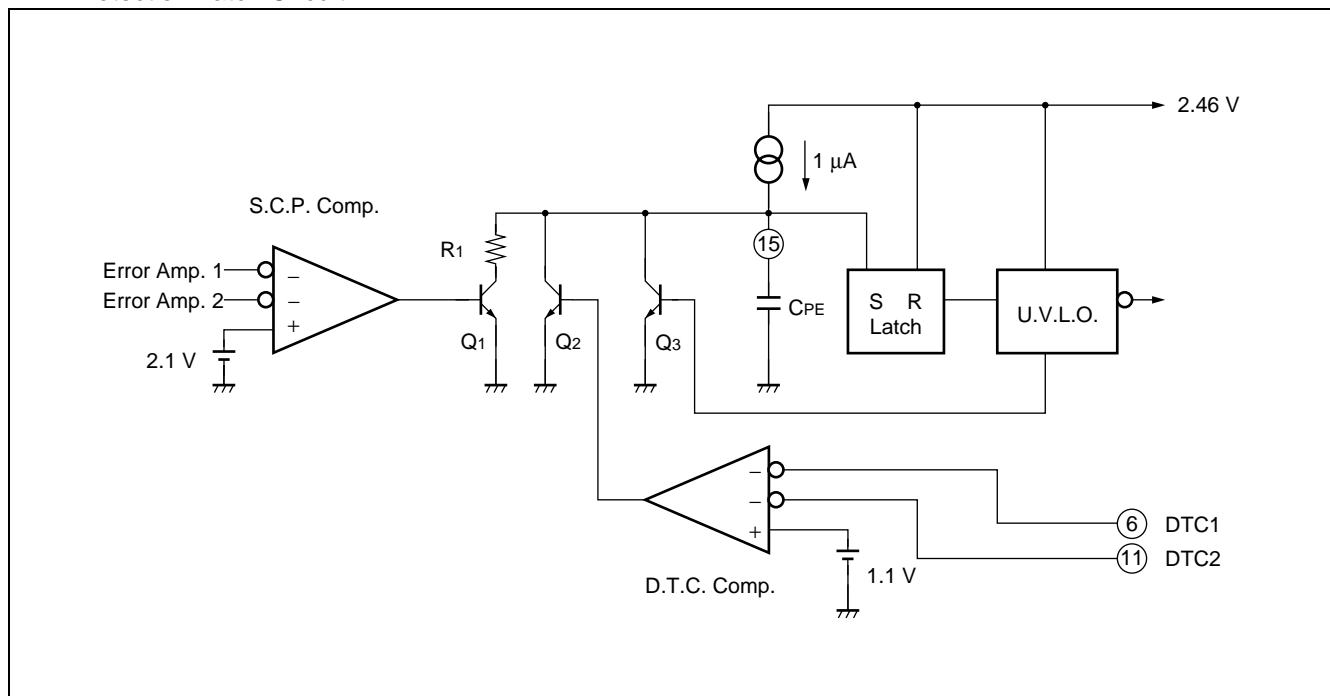 2.46 V
1 μA
S.C.P. Comp.
R1
15
Error Amp. 1
Error Amp. 2
−
−
+
2.1 V
Q1
Q2
Q3
CPE
S R
Latch
U.V.L.O.
−
−
+
6 DTC1
11 DTC2
1.1 V
D.T.C. Comp.